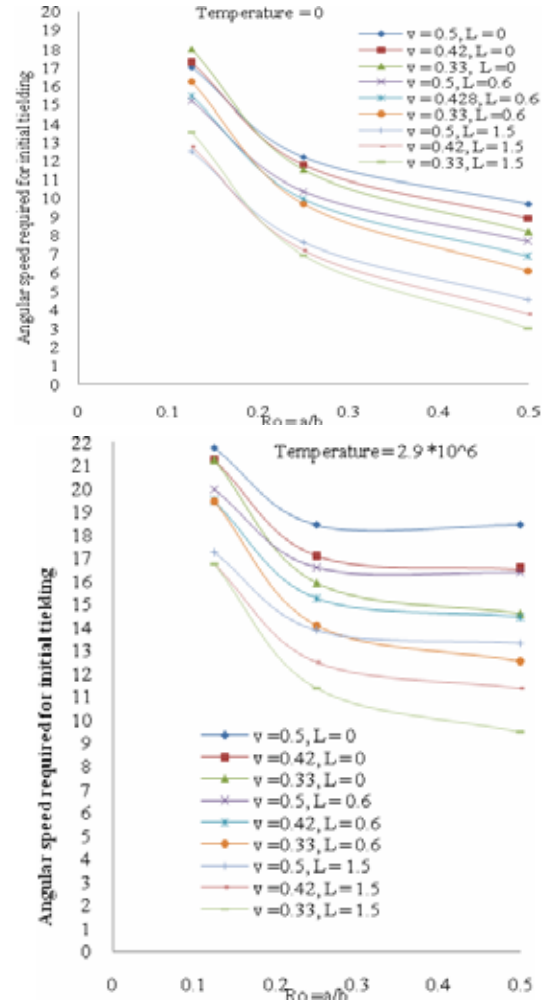 Temperature = 0
Angular speed required for initial tielding
20
19
18
17
16
15
14
13
12
11
10
9
8
7
6
5
4
3
2
1
0
v = 0.5, L = 0
v = 0.42, L = 0
v = 0.33, L = 0
v = 0.5, L = 0.6
v = 0.428, L = 0.6
v = 0.33, L = 0.6
v = 0.5, L = 1.5
v = 0.42, L = 1.5
v = 0.33, L = 1.5
0 0.1 0.2 0.3 0.4 0.5
Ro = a/b
Temperature = 2.9 *10^6
Angular speed required for initial tielding
22
21
20
19
18
17
16
15
14
13
12
11
10
9
8
7
6
5
4
3
2
1
0
v = 0.5, L = 0
v = 0.42, L = 0
v = 0.33, L = 0
v = 0.5, L = 0.6
v = 0.42, L = 0.6
v = 0.33, L = 0.6
v = 0.5, L = 1.5
v = 0.42, L = 1.5
v = 0.33, L = 1.5
0 0.1 0.2 0.3 0.4 0.5
Ro = a/b